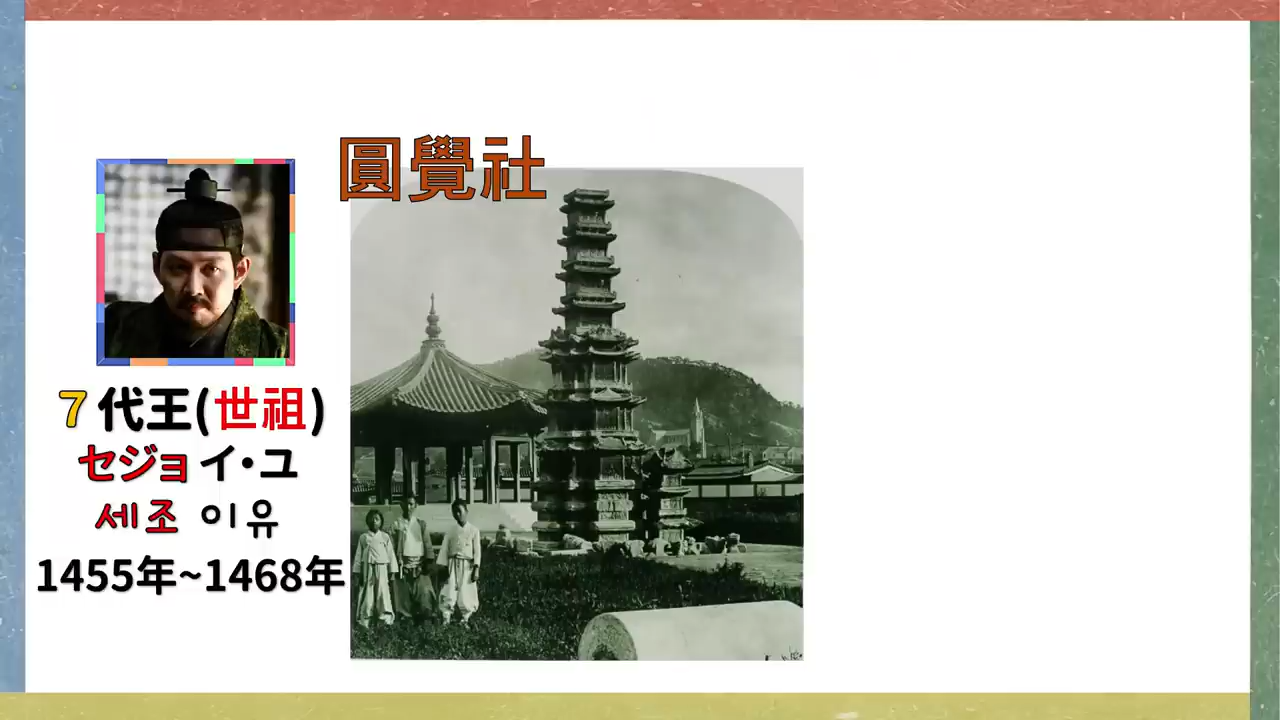 圓覺社
7代王(世祖)
セジョ イ・ユ
세조 이유
1455年~1468年